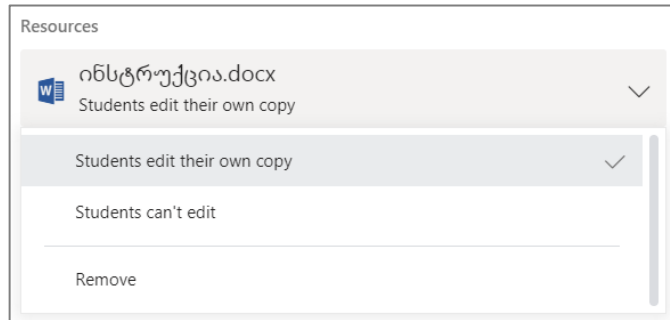 Resources
ინსტრუქცია.docx
Students edit their own copy
Students edit their own copy
Students can't edit
Remove